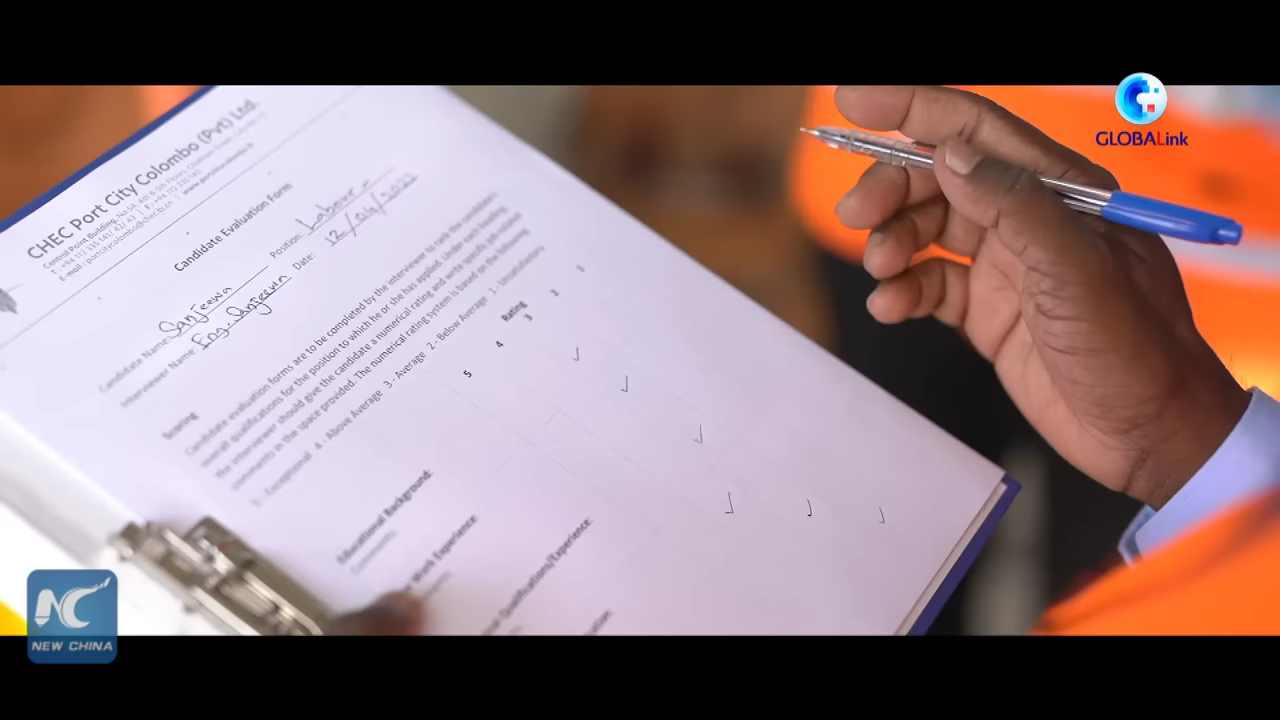 GLOBALink
CHEC Port City Colombo (Pvt) Ltd.
Central Point Building,
Candidate Evaluation Form
Candidate Name: Sanjeewa Position: Labour
Interviewer Name: Eng. Sanjeewa Date: 12/04/2022
Scoring
Candidate evaluation forms are to be completed by the interviewer to rank the candidates
overall qualifications for the position to which he or she has applied. Under each heading,
the interviewer should give the candidate a numerical rating and write specific job related
comments in the space provided. The numerical rating system is based on the following
5 - Exceptional 4 - Above Average 3 - Average 2 - Below Average 1 - Unsatisfactory
Rating
5 4 3 2 1
Educational Background:
Comments
Work Experience:
Qualifications/Experience:
NC
NEW CHINA